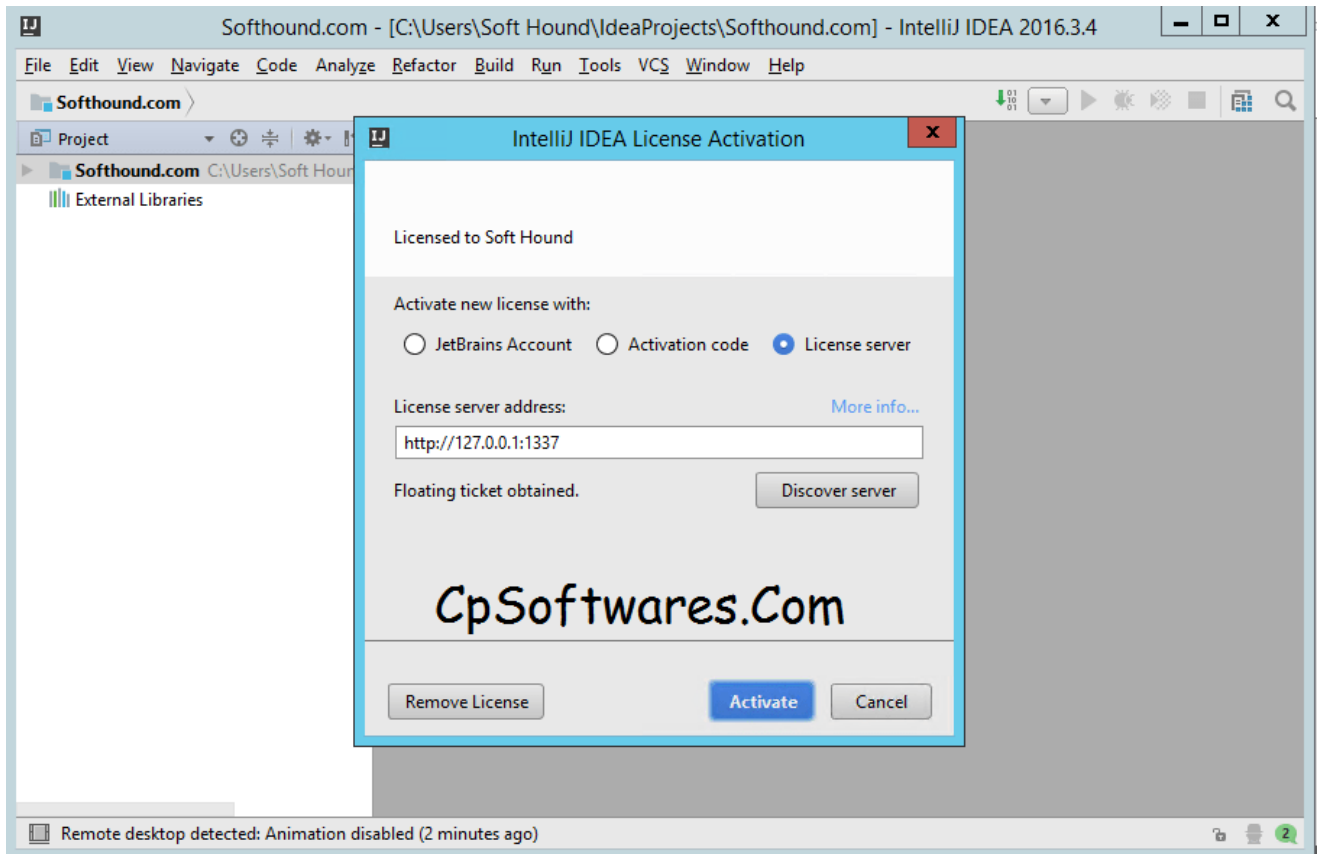 Softhound.com - [C:\Users\Soft Hound\IdeaProjects\Softhound.com] - IntelliJ IDEA 2016.3.4
File Edit View Navigate Code Analyze Refactor Build Run Tools VCS Window Help
Softhound.com
Project
Softhound.com C:\Users\Soft Hour
External Libraries
IntelliJ IDEA License Activation
Licensed to Soft Hound
Activate new license with:
JetBrains Account Activation code License server
License server address: More info...
http://127.0.0.1:1337
Floating ticket obtained. Discover server
CpSoftwares.Com
Remove License Activate Cancel
Remote desktop detected: Animation disabled (2 minutes ago) 2